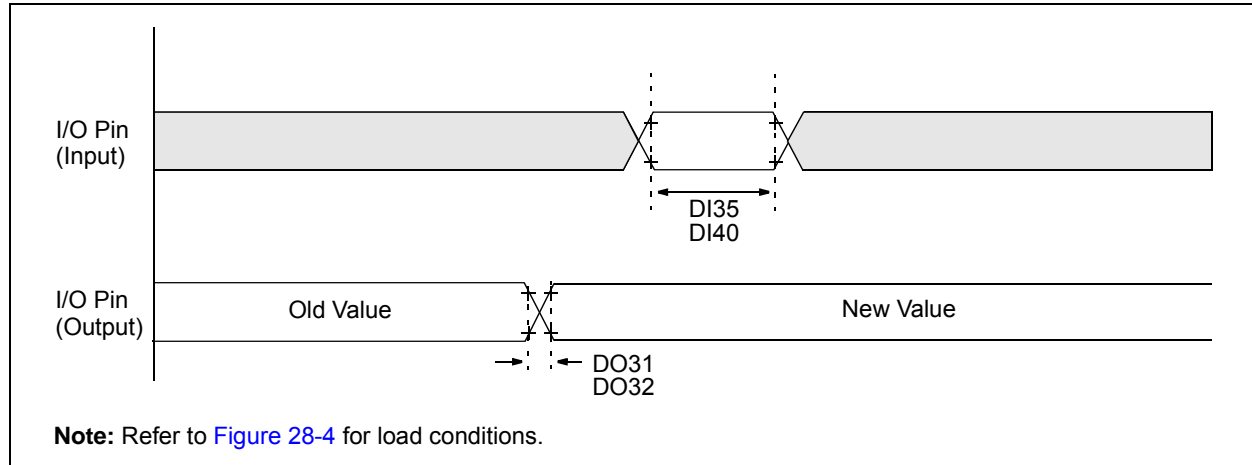 I/O Pin
(Input)
DI35
DI40
I/O Pin
(Output)
Old Value
New Value
DO31
DO32
Note: Refer to Figure 28-4 for load conditions.